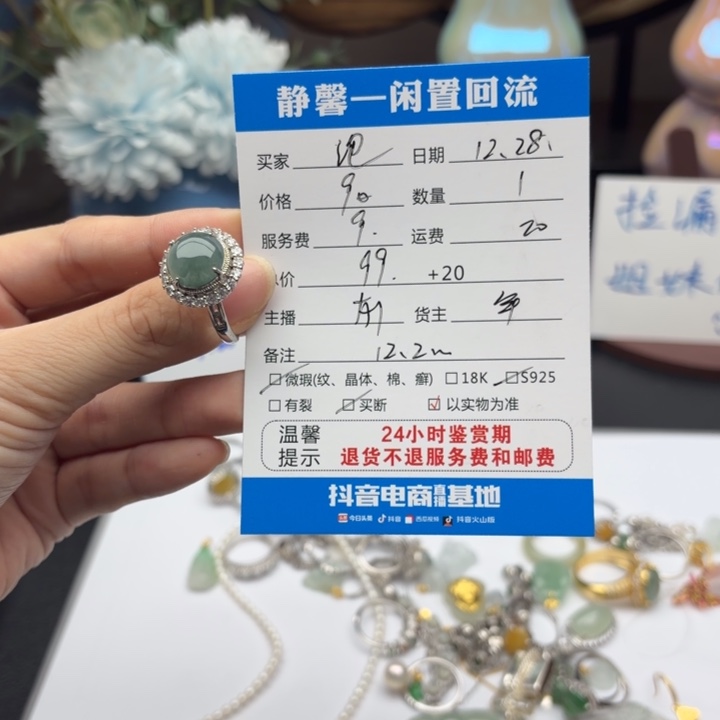 静馨—闲置回流
买家 日期 12.28.
价格 90 数量 1
服务费 9. 运费 20
价 99. +20
主播 货主
备注 12.2
□微瑕(纹、晶体、棉、癣) □18K □S925
□有裂 □买断 ☑以实物为准
温馨提示
24小时鉴赏期
退货不退服务费和邮费
抖音电商直播基地
今日头条 抖音 西瓜视频 抖音火山版
捡漏
姐妹